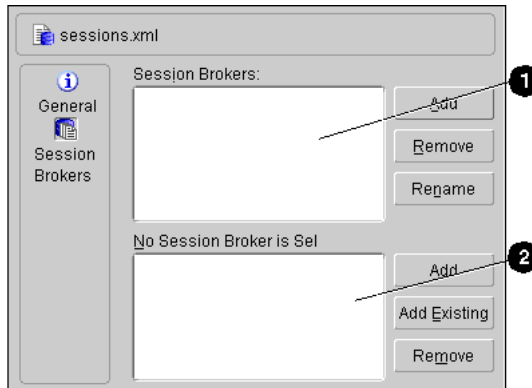 sessions.xml
General
Session
Brokers
Session Brokers:
1
Add
Remove
Rename
No Session Broker is Sel
2
Add
Add Existing
Remove